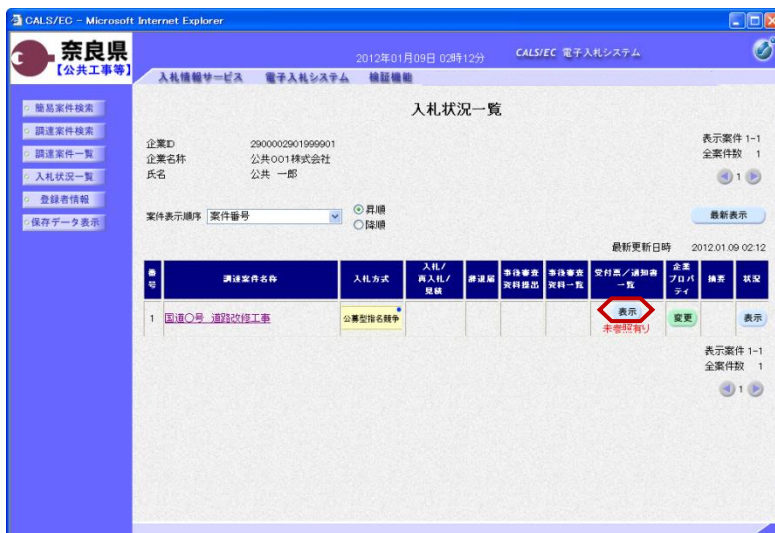 CALS/EC - Microsoft Internet Explorer
奈良県
【公共工事等】
2012年01月09日 02時12分
CALS/EC 電子入札システム
入札情報サービス 電子入札システム 検証機能
簡易案件検索
調達案件検索
調達案件一覧
入札状況一覧
登録者情報
保存データ表示
入札状況一覧
企業ID 2900002901999901
企業名称 公共001株式会社
氏名 公共 一郎
表示案件 1-1
全案件数 1
1
案件表示順序 案件番号
昇順
降順
最新表示
最新更新日時 2012.01.09 02:12
番号 調達案件名称 入札方式 入札/再入札/見積 辞退届 事後審査資料提出 事後審査資料一覧 受付票/通知書一覧 企業プロパティ 摘要 状況
1 国道○号 道路改修工事 公募型指名競争 表示 変更 表示
未参照有り
表示案件 1-1
全案件数 1
1